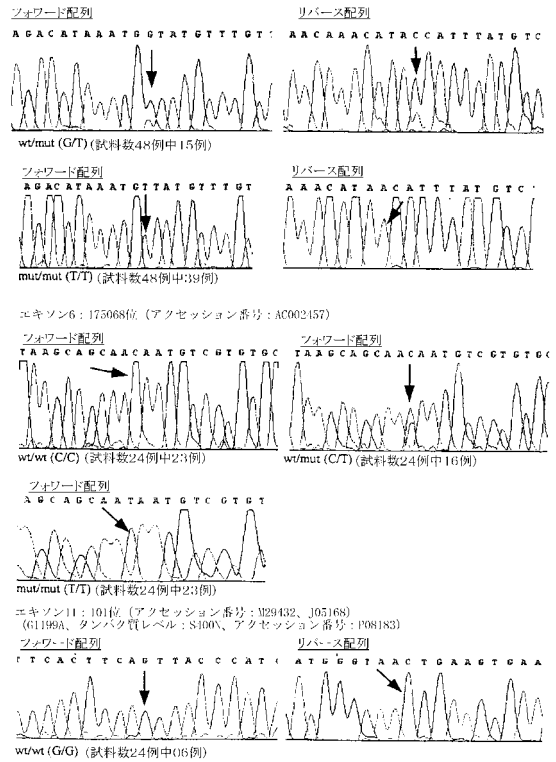 フォワード配列 リバース配列
A G A C A T A A A T G G T A T G T T T G T T A A C A A A C A T A C C A T T T A T G T C
wt/mut (G/T) (試料数48例中15例)
フォワード配列 リバース配列
A G A C A T A A A T G T T A T G T T T G T A A A C A T A A C A T T T A T G T C
mut/mut (T/T) (試料数48例中39例)
エキソン6：175068位 (アクセッション番号：AC002457)
フォワード配列 フォワード配列
T A A G C A G C A A C A A T G T C G T G T G C T A A G C A G C A A C A A T G T C G T G T G C
wt/wt (C/C) (試料数24例中23例) wt/mut (C/T) (試料数24例中16例)
フォワード配列
A G C A G C A A T A A T G T C G T G T
mut/mut (T/T) (試料数24例中23例)
エキソン11：101位 (アクセッション番号：M29432、J05168)
(G1199A、タンパク質レベル：S400N、アクセッション番号：P08183)
フォワード配列 リバース配列
T T C A C T T C A G T T A C C C A T C A T G G G T A A C T G A A G T G A A
wt/wt (G/G) (試料数24例中06例)